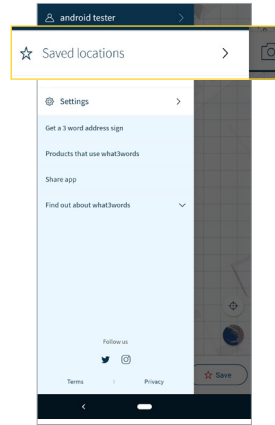 android tester
Saved locations
Settings
Get a 3 word address sign
Products that use what3words
Share app
Find out about what3words
Follow us
Terms Privacy
Save